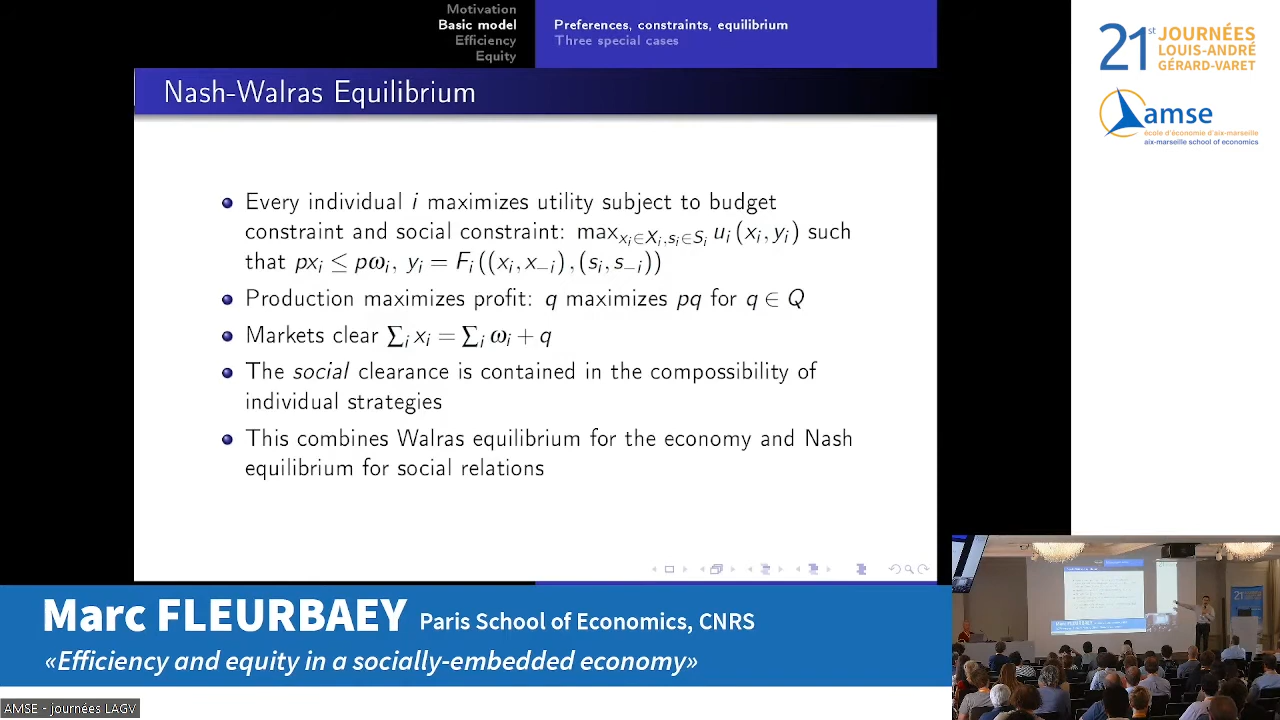 Motivation
Basic model
Efficiency
Equity
Preferences, constraints, equilibrium
Three special cases
Nash-Walras Equilibrium
Every individual i maximizes utility subject to budget
constraint and social constraint: max_{x_i∈X_i,s_i∈S_i} u_i (x_i, y_i) such
that px_i ≤ pω_i, y_i = F_i ((x_i, x_{−i}), (s_i, s_{−i}))
Production maximizes profit: q maximizes pq for q ∈ Q
Markets clear ∑_i x_i = ∑_i ω_i + q
The social clearance is contained in the compossibility of
individual strategies
This combines Walras equilibrium for the economy and Nash
equilibrium for social relations
21st JOURNÉES
LOUIS-ANDRÉ
GÉRARD-VARET
amse
école d'économie d'aix-marseille
aix-marseille school of economics
Marc FLEURBAEY Paris School of Economics, CNRS
«Efficiency and equity in a socially-embedded economy»
AMSE - journées LAGV